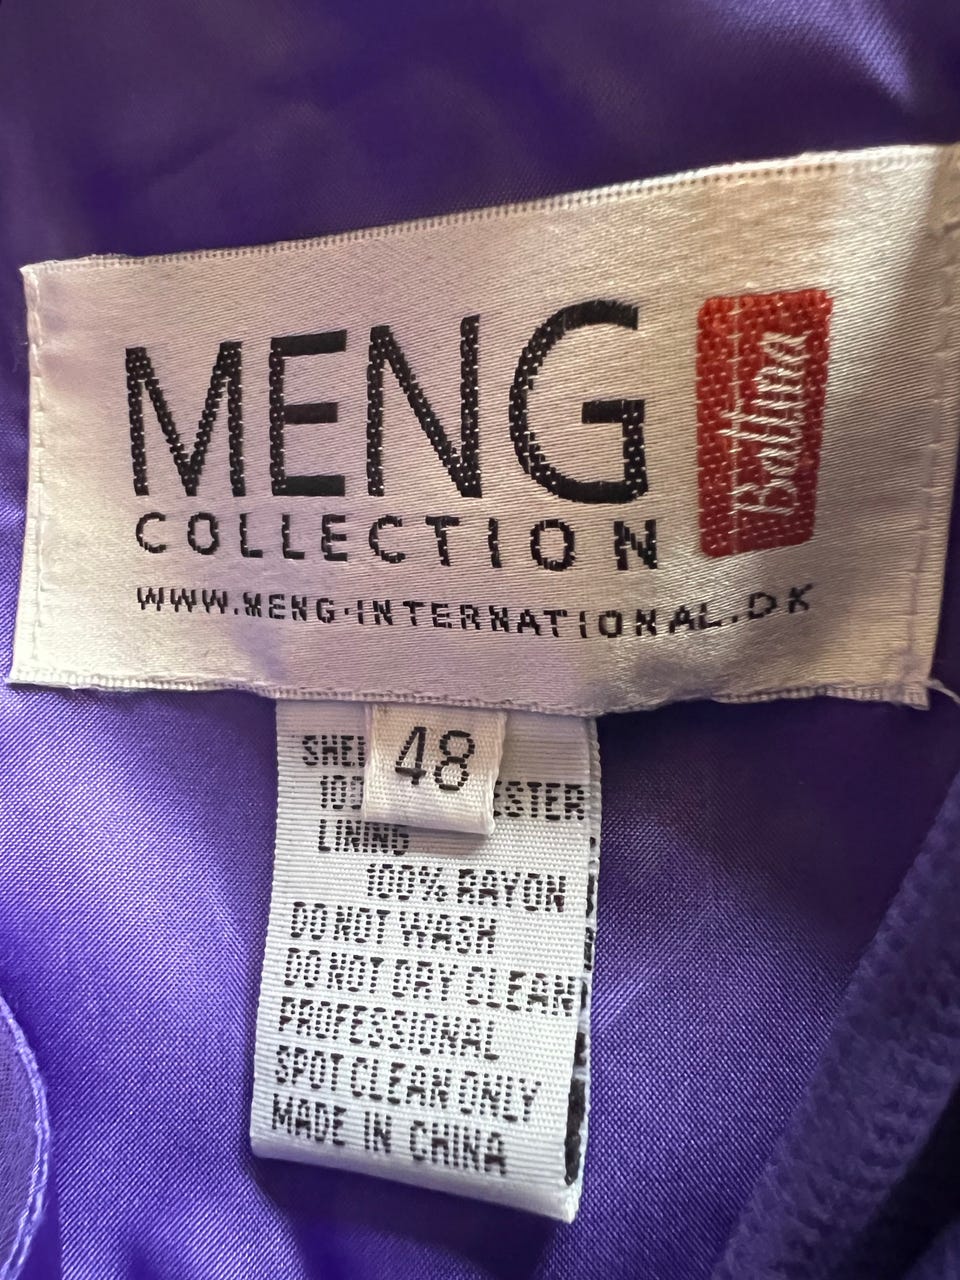 MENG
COLLECTION
Battina
WWW.MENG-INTERNATIONAL.DK
48
LINING
100% RAYON
DO NOT WASH
DO NOT DRY CLEAN
PROFESSIONAL
SPOT CLEAN ONLY
MADE IN CHINA